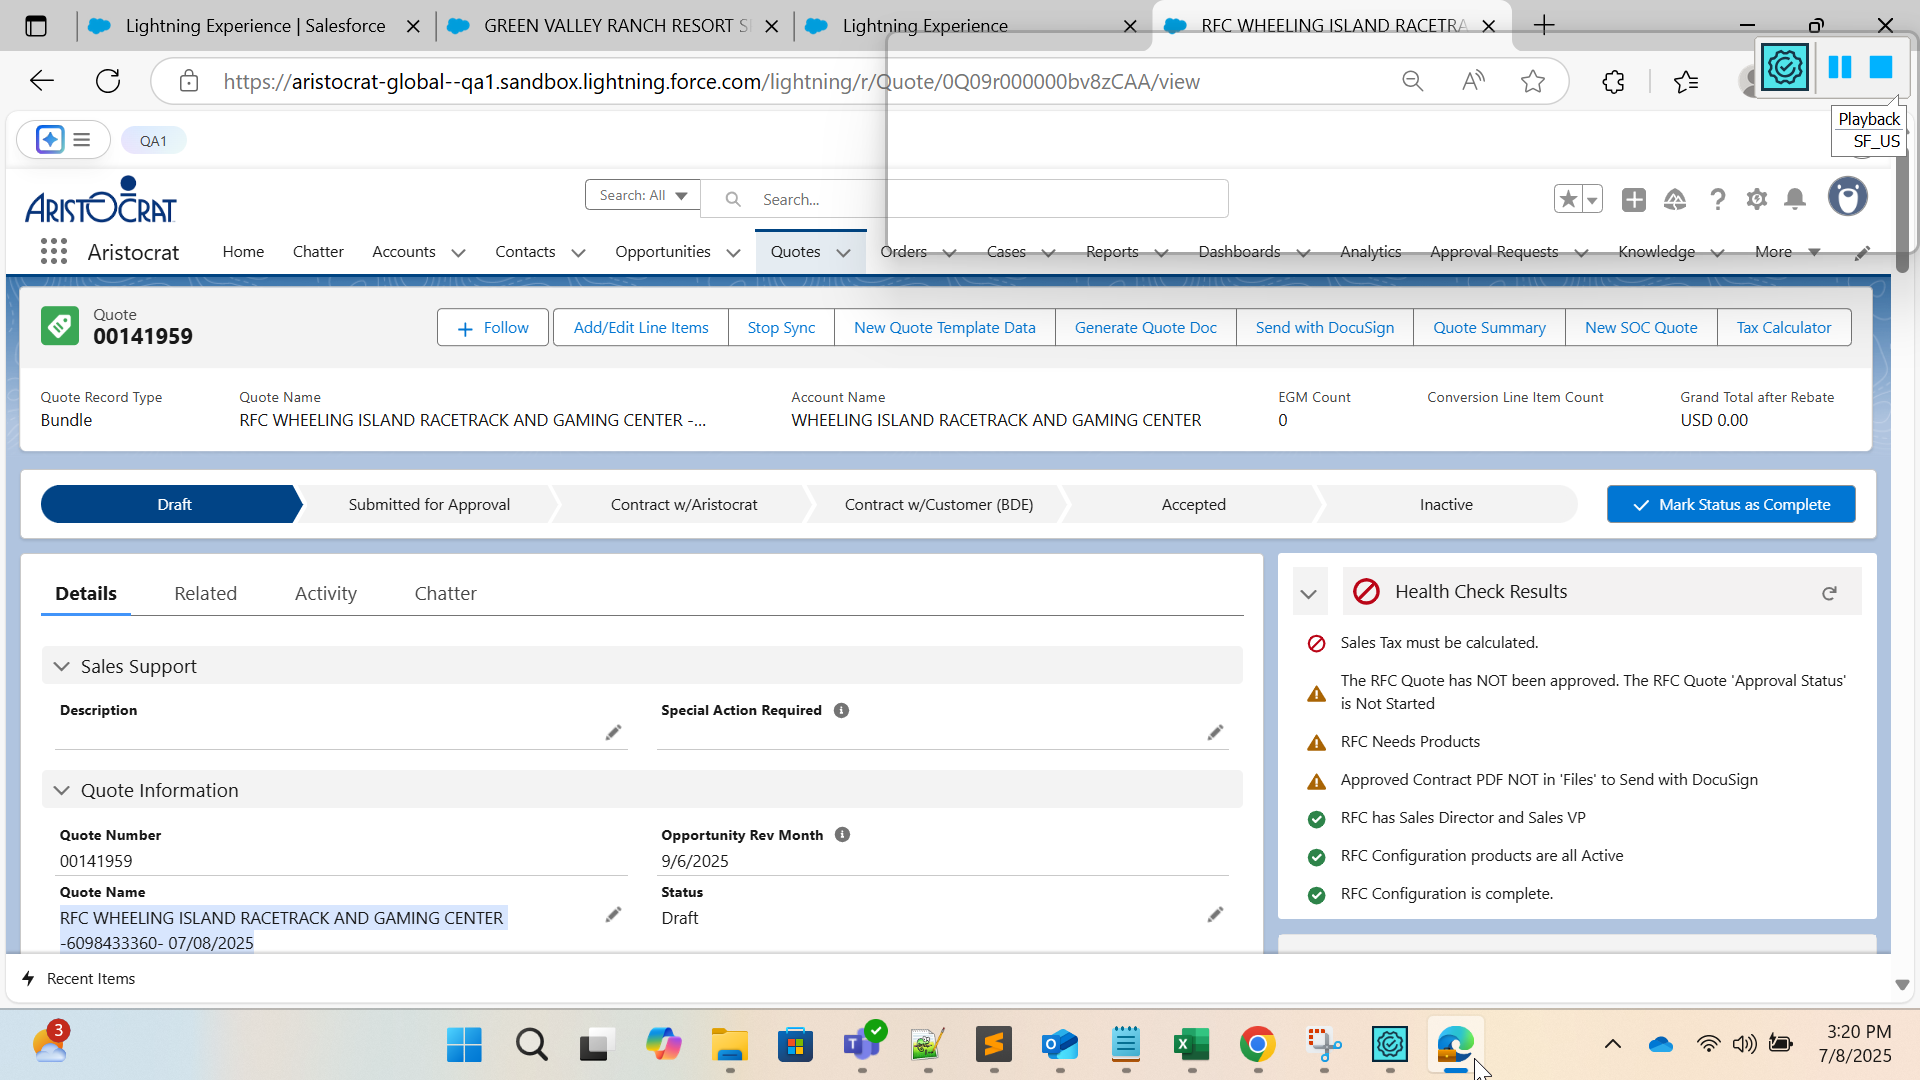 Lightning Experience | Salesforce
GREEN VALLEY RANCH RESORT S
Lightning Experience
RFC WHEELING ISLAND RACETRA
https://aristocrat-global--qa1.sandbox.lightning.force.com/lightning/r/Quote/0Q09r000000bv8zCAA/view
Playback
SF_US
QA1
ARISTOCRAT
Search: All
Search...
Aristocrat
Home
Chatter
Accounts
Contacts
Opportunities
Quotes
Orders
Cases
Reports
Dashboards
Analytics
Approval Requests
Knowledge
More
Quote
00141959
Follow
Add/Edit Line Items
Stop Sync
New Quote Template Data
Generate Quote Doc
Send with DocuSign
Quote Summary
New SOC Quote
Tax Calculator
Quote Record Type
Bundle
Quote Name
RFC WHEELING ISLAND RACETRACK AND GAMING CENTER -...
Account Name
WHEELING ISLAND RACETRACK AND GAMING CENTER
EGM Count
0
Conversion Line Item Count
Grand Total after Rebate
USD 0.00
Draft
Submitted for Approval
Contract w/Aristocrat
Contract w/Customer (BDE)
Accepted
Inactive
Mark Status as Complete
Details
Related
Activity
Chatter
Sales Support
Description
Special Action Required
Quote Information
Quote Number
00141959
Opportunity Rev Month
9/6/2025
Quote Name
RFC WHEELING ISLAND RACETRACK AND GAMING CENTER
-6098433360- 07/08/2025
Status
Draft
Health Check Results
Sales Tax must be calculated.
The RFC Quote has NOT been approved. The RFC Quote 'Approval Status'
is Not Started
RFC Needs Products
Approved Contract PDF NOT in 'Files' to Send with DocuSign
RFC has Sales Director and Sales VP
RFC Configuration products are all Active
RFC Configuration is complete.
Recent Items
3
3:20 PM
7/8/2025